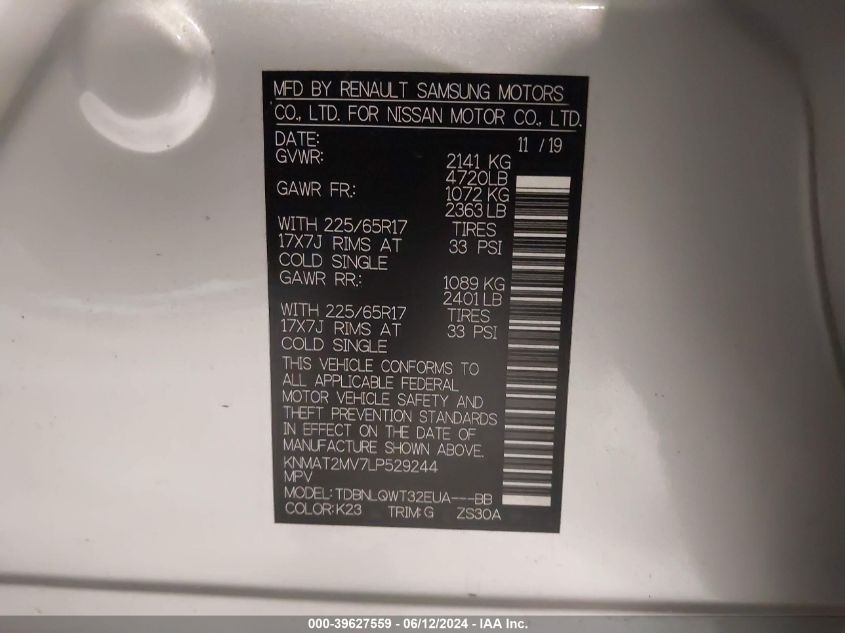 MFD BY RENAULT SAMSUNG MOTORS
CO., LTD. FOR NISSAN MOTOR CO., LTD.
DATE: 11 / 19
GVWR: 2141 KG
4720LB
GAWR FR.: 1072 KG
2363 LB
WITH 225/65R17 TIRES
17X7J RIMS AT 33 PSI
COLD SINGLE
GAWR RR.: 1089 KG
2401 LB
WITH 225/65R17 TIRES
17X7J RIMS AT 33 PSI
COLD SINGLE
THIS VEHICLE CONFORMS TO
ALL APPLICABLE FEDERAL
MOTOR VEHICLE SAFETY AND
THEFT PREVENTION STANDARDS
IN EFFECT ON THE DATE OF
MANUFACTURE SHOWN ABOVE.
KNMAT2MV7LP529244
MPV
MODEL: TDBNLQWT32EUA---BB
COLOR: K23 TRIM: G ZS30A
000-39627559 - 06/12/2024 - IAA Inc.